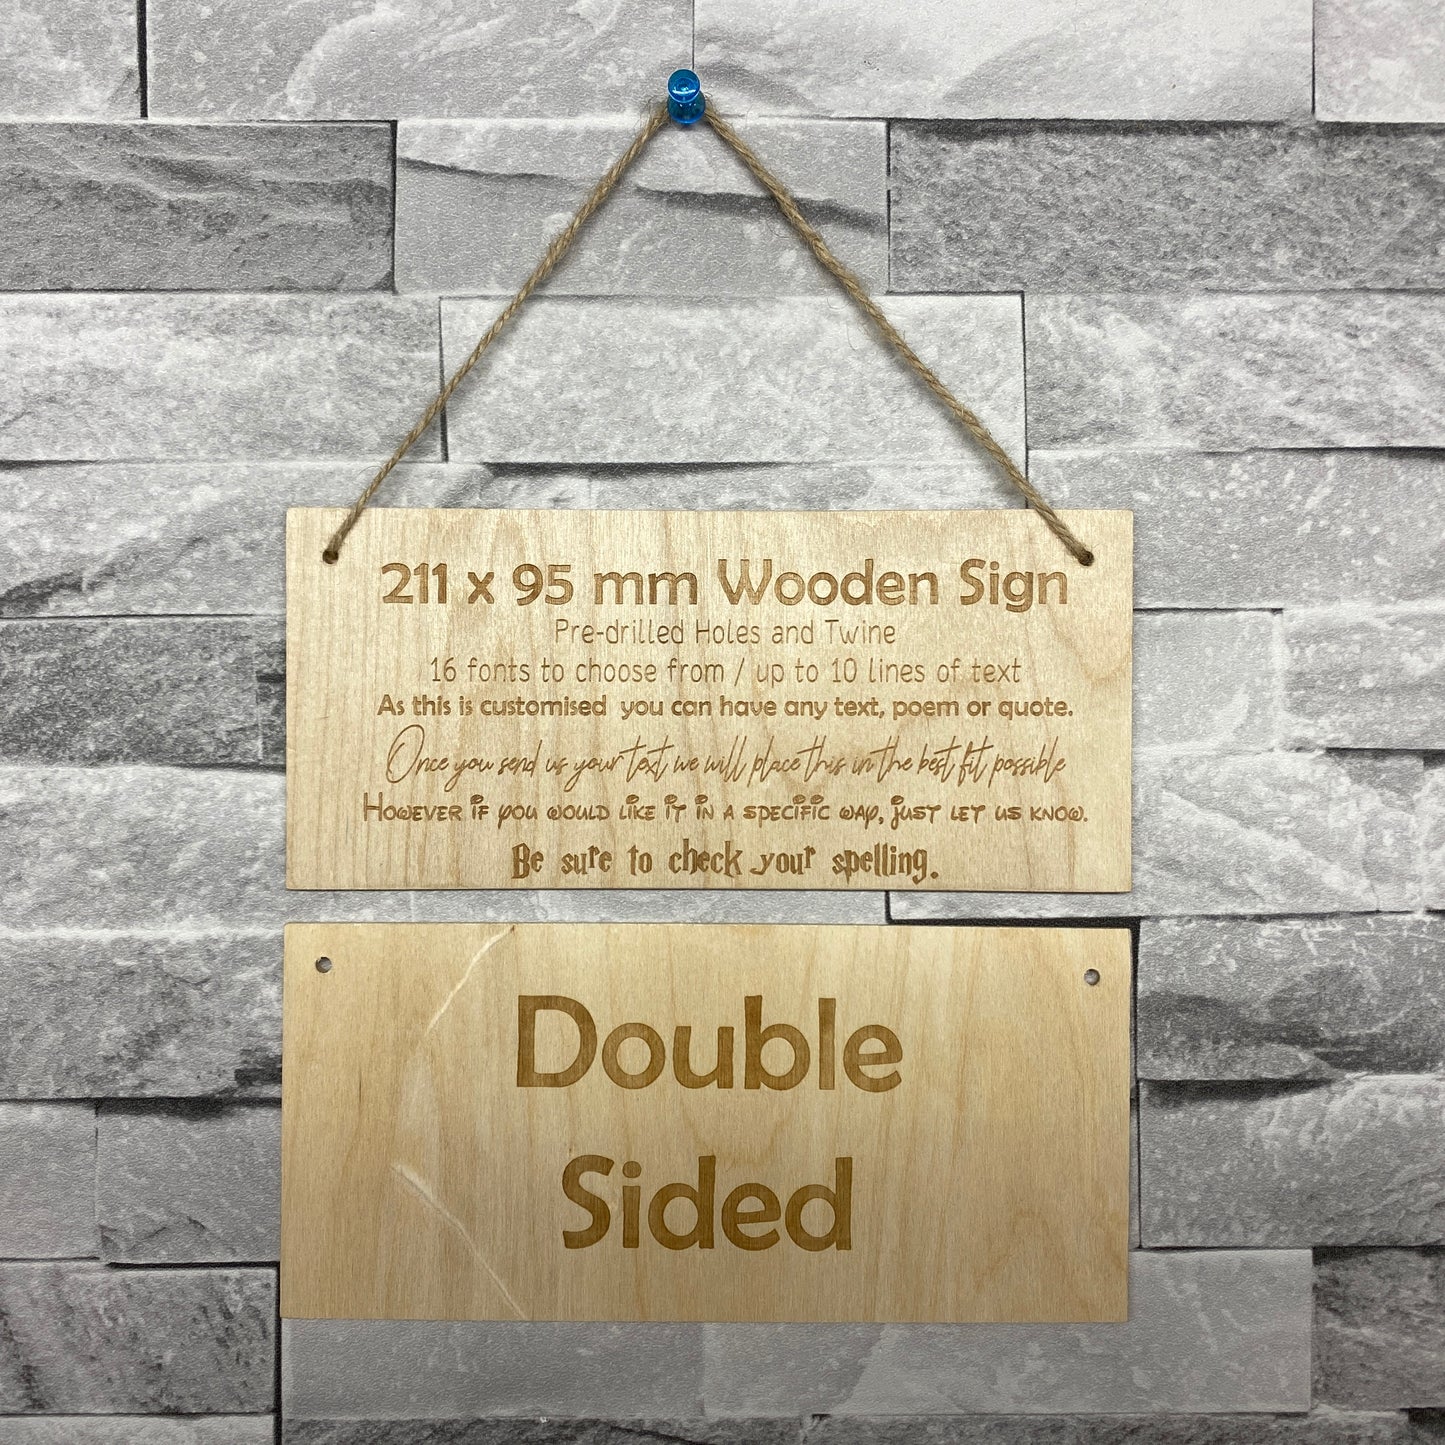 211 x 95 mm Wooden Sign
Pre-drilled Holes and Twine
16 fonts to choose from / up to 10 lines of text
As this is customised you can have any text, poem or quote.
Once you send us your text we will place this in the best fit possible
However if you would like it in a specific way, just let us know.
Be sure to check your spelling.
Double
Sided